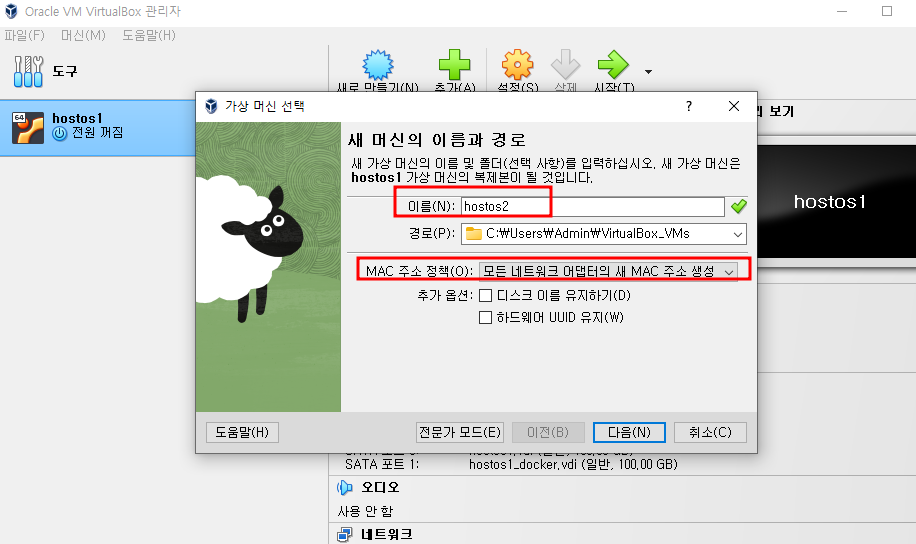 Oracle VM VirtualBox 관리자
파일(F) 머신(M) 도움말(H)
도구
새로 만들기(N) 추가(A) 설정(S) 삭제 시작(T)
64
hostos1
전원 꺼짐
보기
hostos1
가상 머신 선택
?
새 머신의 이름과 경로
새 가상 머신의 이름 및 폴더(선택 사항)를 입력하십시오. 새 가상 머신은
hostos1 가상 머신의 복제본이 될 것입니다.
이름(N): hostos2
경로(P): C:₩Users₩Admin₩VirtualBox_VMs
MAC 주소 정책(O): 모든 네트워크 어댑터의 새 MAC 주소 생성
추가 옵션: 디스크 이름 유지하기(D)
하드웨어 UUID 유지(W)
도움말(H) 전문가 모드(E) 이전(B) 다음(N) 취소(C)
SATA 포트 1: hostos1_docker.vdi (일반, 100.00 GB)
오디오
사용 안 함
네트워크